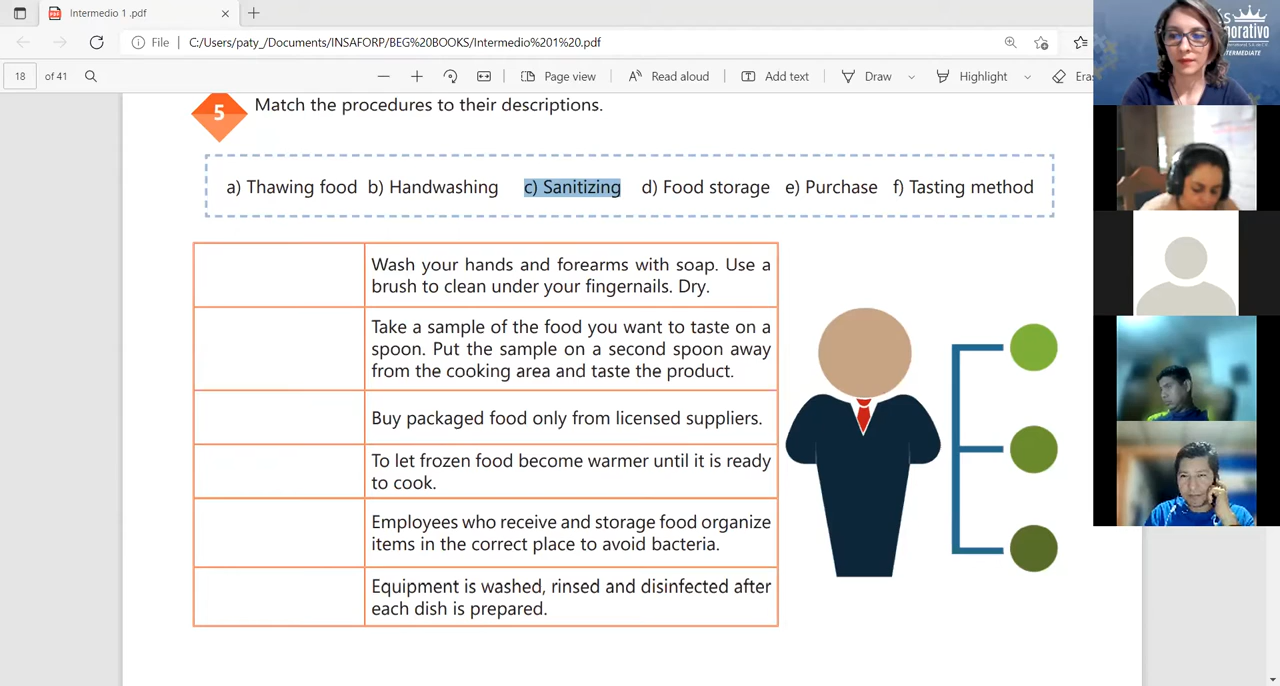 Intermedio 1 .pdf
File C:/Users/paty_/Documents/INSAFORP/BEG%20BOOKS/Intermedio%201%20.pdf
18 of 41 Page view Read aloud Add text Draw Highlight
5 Match the procedures to their descriptions.
a) Thawing food b) Handwashing c) Sanitizing d) Food storage e) Purchase f) Tasting method
Wash your hands and forearms with soap. Use a
brush to clean under your fingernails. Dry.
Take a sample of the food you want to taste on a
spoon. Put the sample on a second spoon away
from the cooking area and taste the product.
Buy packaged food only from licensed suppliers.
To let frozen food become warmer until it is ready
to cook.
Employees who receive and storage food organize
items in the correct place to avoid bacteria.
Equipment is washed, rinsed and disinfected after
each dish is prepared.